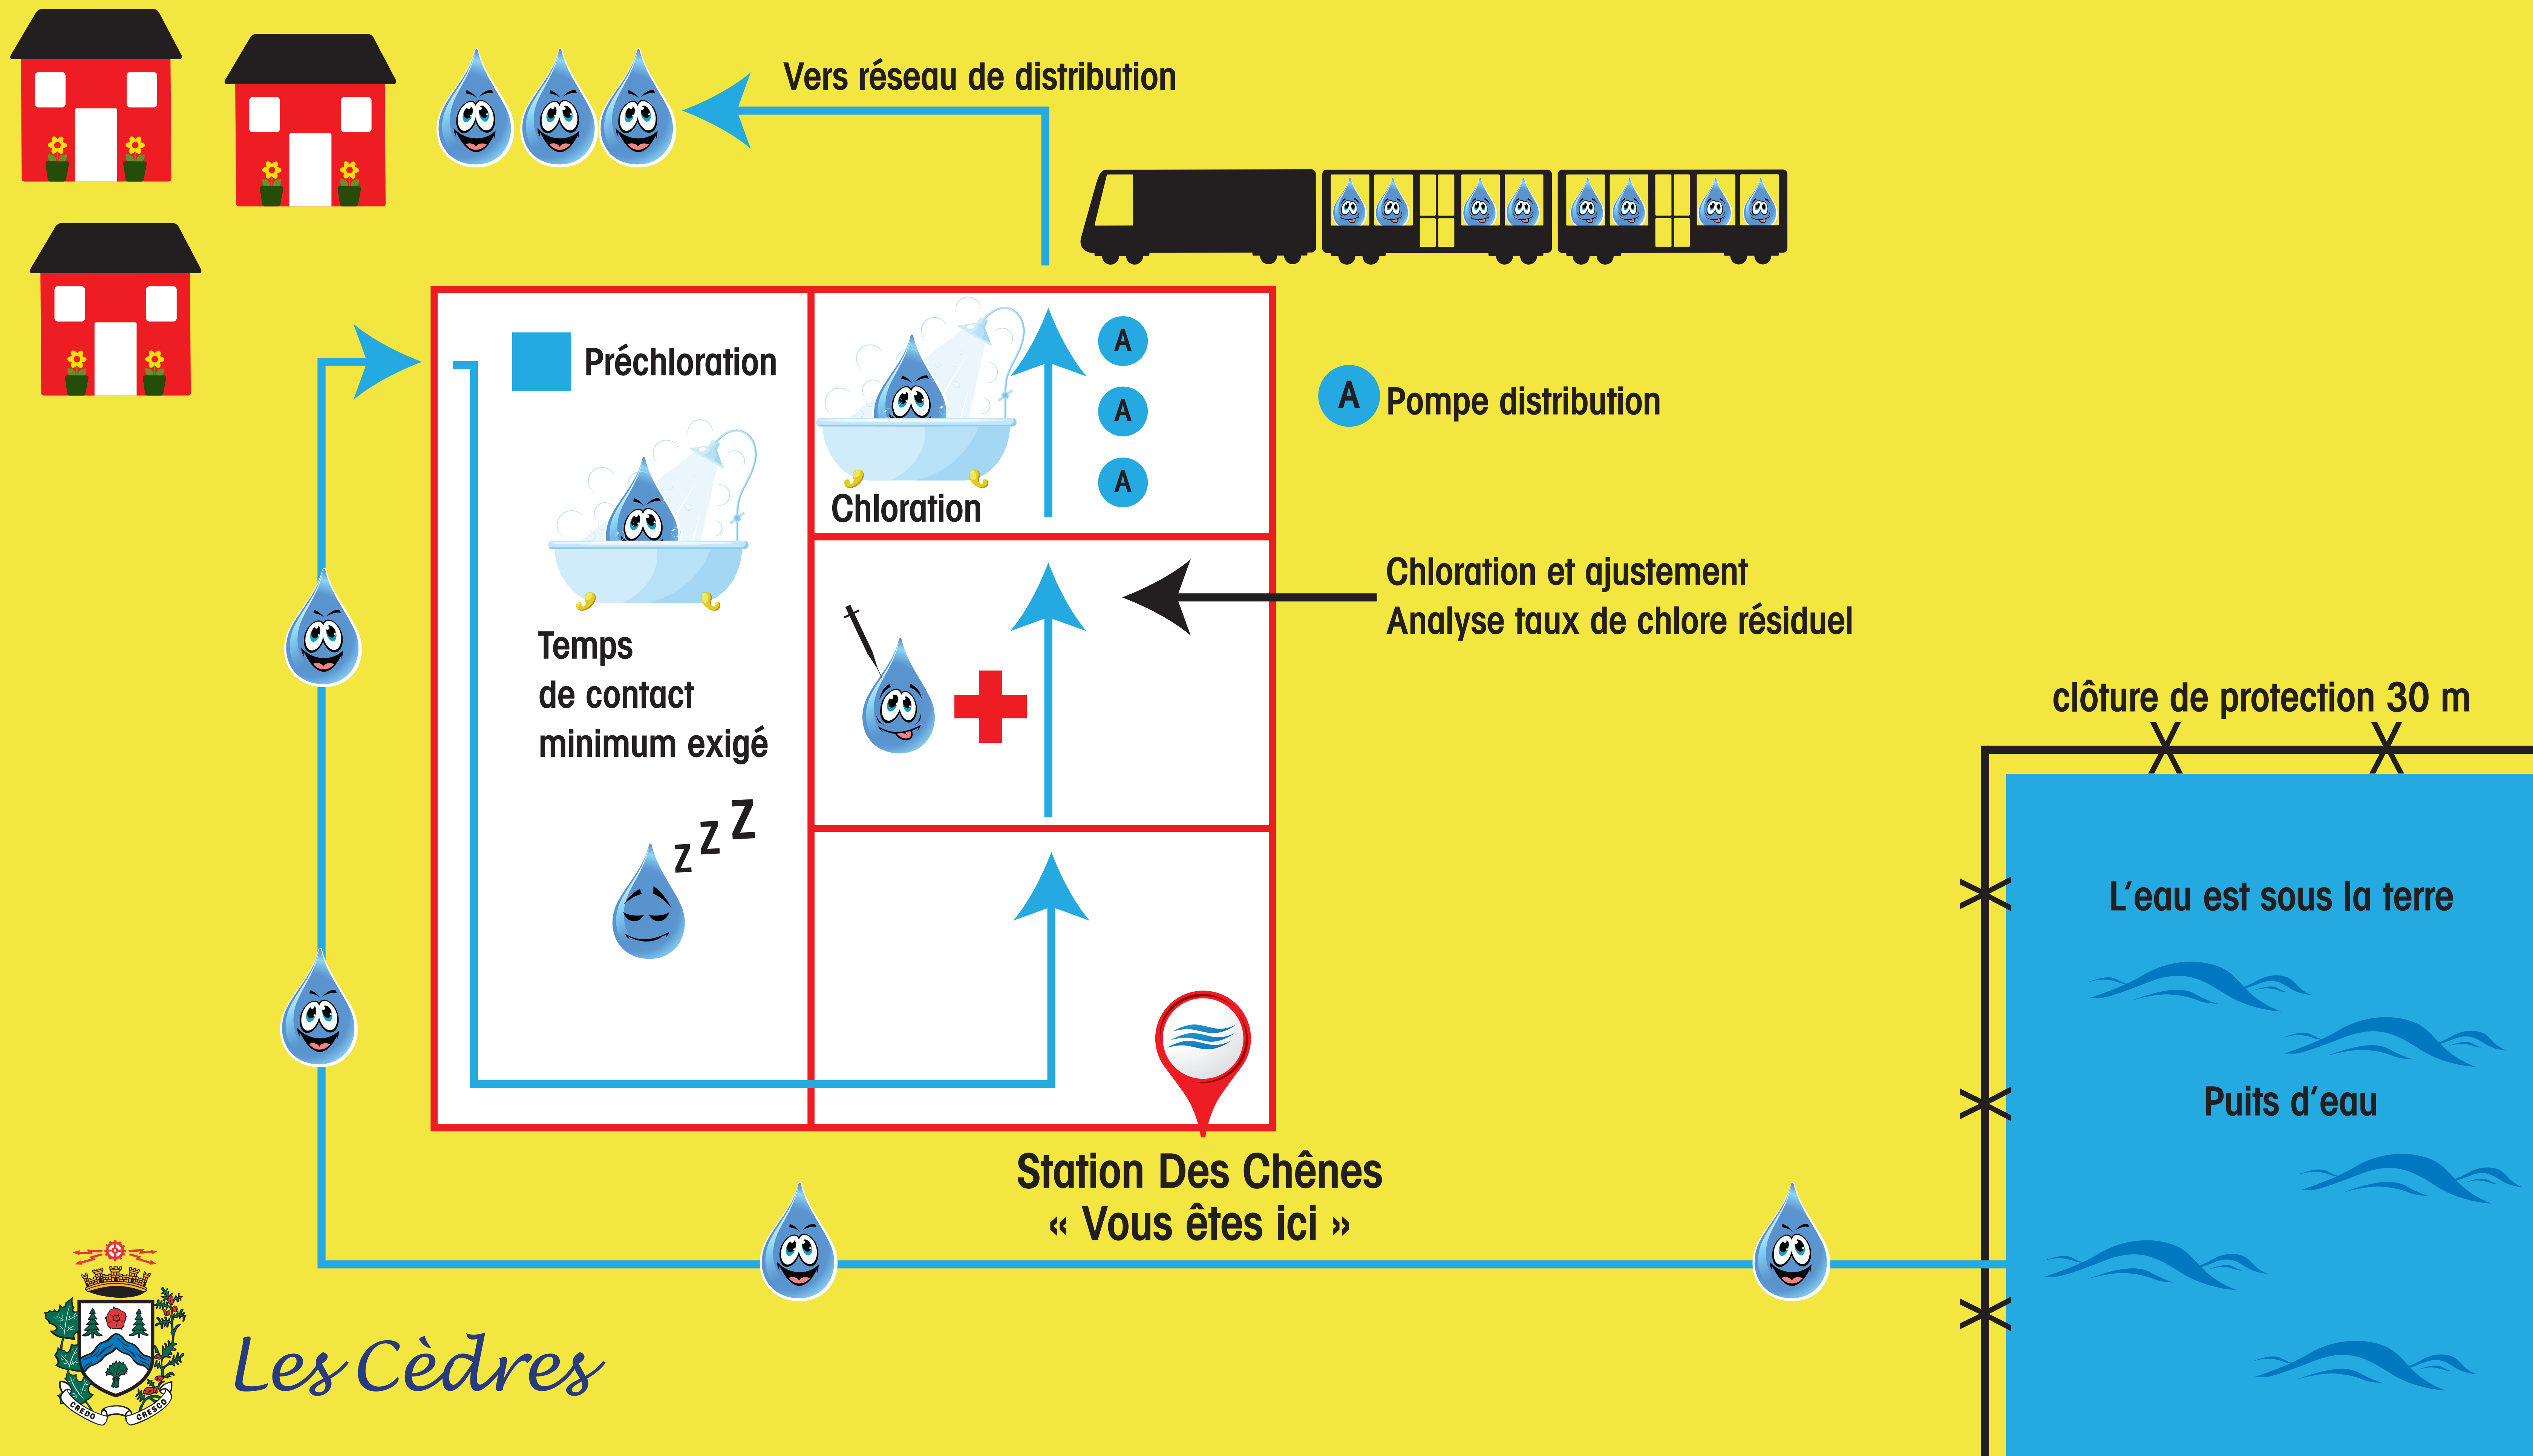 Vers réseau de distribution
Préchloration
A
A
A
Chloration
A Pompe distribution
Temps
de contact
minimum exigé
z z z
Chloration et ajustement
Analyse taux de chlore résiduel
clôture de protection 30 m
L'eau est sous la terre
Puits d'eau
Station Des Chênes
« Vous êtes ici »
CREDO CRESCO
Les Cèdres